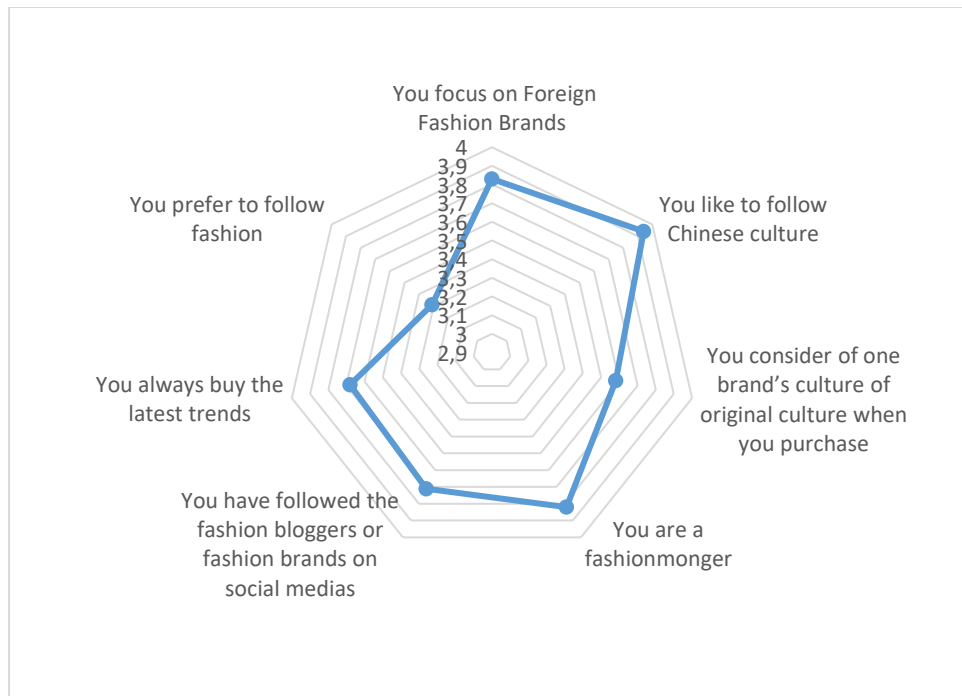 You focus on Foreign
Fashion Brands
4
3,9
3,8
3,7
3,6
3,5
3,4
3,3
3,2
3,1
3
2,9
You like to follow
Chinese culture
You consider of one
brand’s culture of
original culture when
you purchase
You are a
fashionmonger
You have followed the
fashion bloggers or
fashion brands on
social medias
You always buy the
latest trends
You prefer to follow
fashion